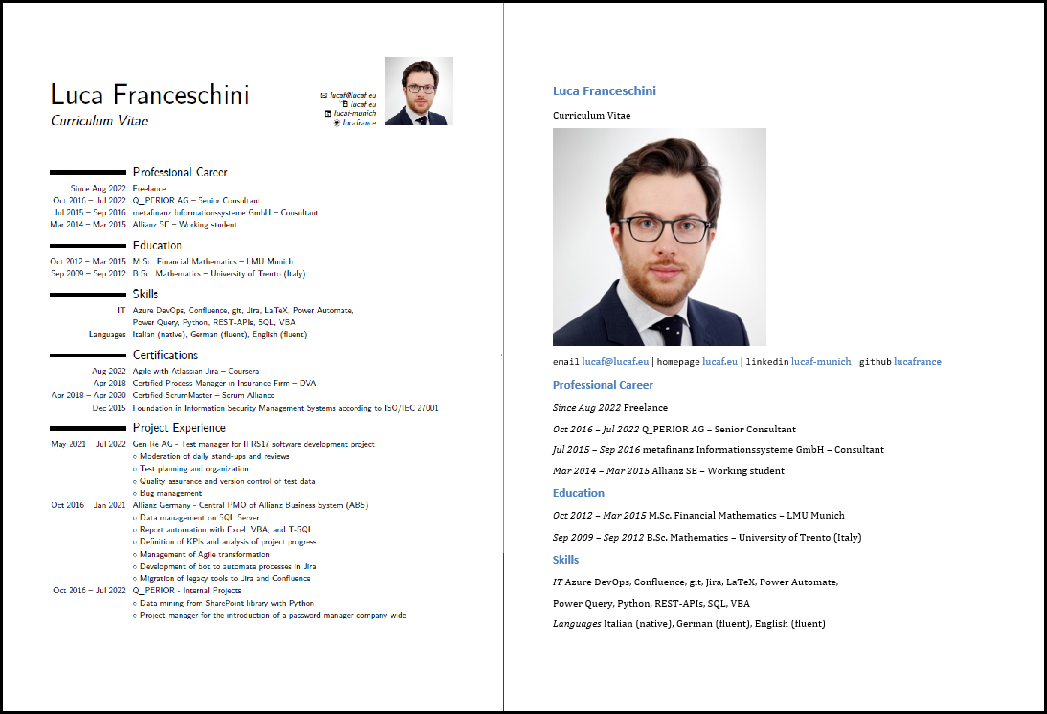 Luca Franceschini
Curriculum Vitae
lucaf@lucaf.eu
lucaf.eu
lucaf-munich
lucafrance
Professional Career
Since Aug 2022 Freelance
Oct 2016 – Jul 2022 Q_PERIOR AG – Senior Consultant
Jul 2015 – Sep 2016 metafinanz Informationssysteme GmbH – Consultant
Mar 2014 – Mar 2015 Allianz SE – Working student
Education
Oct 2012 – Mar 2015 M.Sc. Financial Mathematics – LMU Munich
Sep 2009 – Sep 2012 B.Sc. Mathematics – University of Trento (Italy)
Skills
IT Azure DevOps, Confluence, git, Jira, LaTeX, Power Automate,
Power Query, Python, REST-APIs, SQL, VBA
Languages Italian (native), German (fluent), English (fluent)
Certifications
Aug 2022 Agile with Atlassian Jira – Coursera
Apr 2018 Certified Process Manager in Insurance Firm – DVA
Apr 2018 – Apr 2020 Certified ScrumMaster – Scrum Alliance
Dec 2015 Foundation in Information Security Management Systems according to ISO/IEC 27001
Project Experience
May 2021 – Jul 2022 Gen Re AG - Test manager for IFRS17 software development project
○ Moderation of daily stand-ups and reviews
○ Test planning and organization
○ Quality assurance and version control of test data
○ Bug management
Oct 2016 – Jan 2021 Allianz Germany - Central PMO of Allianz Business System (ABS)
○ Data management on SQL Server
○ Report automation with Excel, VBA, and T-SQL
○ Definition of KPIs and analysis of project progress
○ Management of Agile transformation
○ Development of bot to automate processes in Jira
○ Migration of legacy tools to Jira and Confluence
Oct 2016 – Jul 2022 Q_PERIOR - Internal Projects
○ Data mining from SharePoint library with Python
○ Project manager for the introduction of a password manager company-wide
Luca Franceschini
Curriculum Vitae
email lucaf@lucaf.eu | homepage lucaf.eu | linkedin lucaf-munich github lucafrance
Professional Career
Since Aug 2022 Freelance
Oct 2016 – Jul 2022 Q_PERIOR AG – Senior Consultant
Jul 2015 – Sep 2016 metafinanz Informationssysteme GmbH – Consultant
Mar 2014 – Mar 2015 Allianz SE – Working student
Education
Oct 2012 – Mar 2015 M.Sc. Financial Mathematics – LMU Munich
Sep 2009 – Sep 2012 B.Sc. Mathematics – University of Trento (Italy)
Skills
IT Azure DevOps, Confluence, git, Jira, LaTeX, Power Automate,
Power Query, Python, REST-APIs, SQL, VBA
Languages Italian (native), German (fluent), English (fluent)